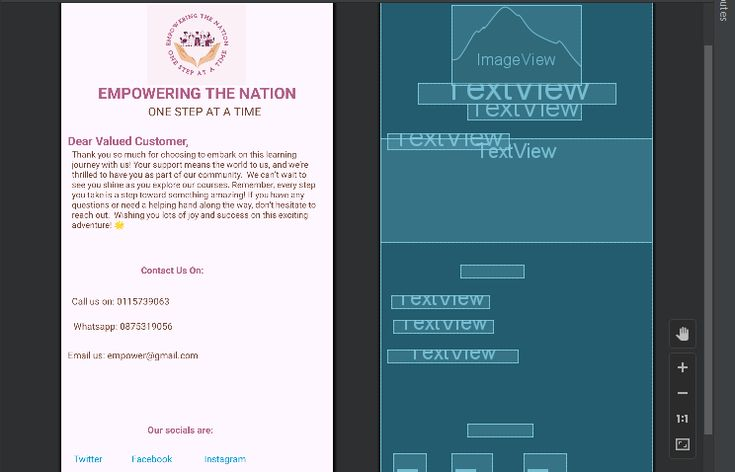 EMPOWERING THE NATION
ONE STEP AT A TIME
EMPOWERING THE NATION
ONE STEP AT A TIME
Dear Valued Customer,
Thank you so much for choosing to embark on this learning
journey with us! Your support means the world to us, and we're
thrilled to have you as part of our community. We can't wait to
see you shine as you explore our courses. Remember, every step
you take is a step toward something amazing! If you have any
questions or need a helping hand along the way, don't hesitate to
reach out. Wishing you lots of joy and success on this exciting
adventure! 🌟
Contact Us On:
Call us on: 0115739063
Whatsapp: 0875319056
Email us: empower@gmail.com
Our socials are:
Twitter Facebook Instagram
ImageView
TextView
TextView
TextView
TextView
TextView
TextView
TextView
1:1